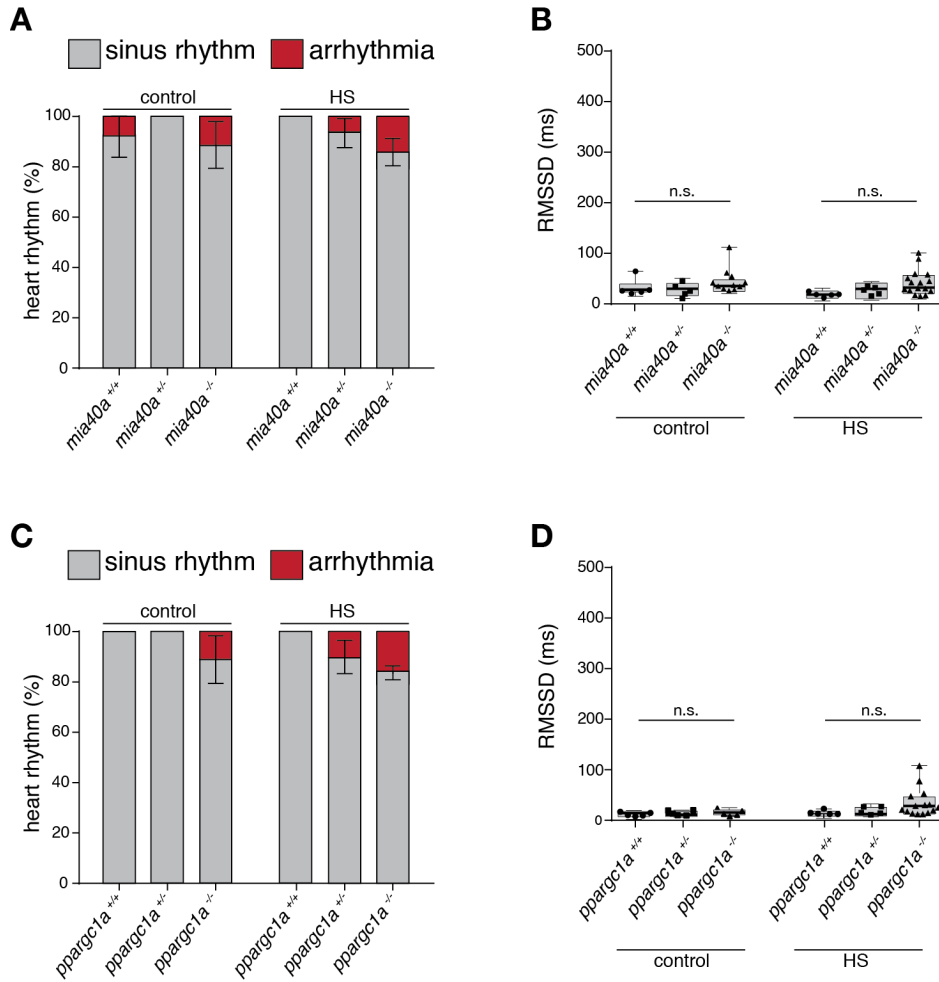 A
sinus rhythm arrhythmia
control HS
heart rhythm (%)
100
80
60
40
20
0
mia40a +/+ mia40a +/- mia40a -/- mia40a +/+ mia40a +/- mia40a -/-
B
RMSSD (ms)
500
400
300
200
100
0
n.s. n.s.
mia40a +/+ mia40a +/- mia40a -/- mia40a +/+ mia40a +/- mia40a -/-
control HS
C
sinus rhythm arrhythmia
control HS
heart rhythm (%)
100
80
60
40
20
0
ppargc1a +/+ ppargc1a +/- ppargc1a -/- ppargc1a +/+ ppargc1a +/- ppargc1a -/-
D
RMSSD (ms)
500
400
300
200
100
0
n.s. n.s.
ppargc1a +/+ ppargc1a +/- ppargc1a -/- ppargc1a +/+ ppargc1a +/- ppargc1a -/-
control HS